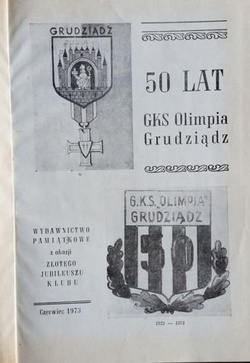 GRUDZIĄDZ
50 LAT
GKS Olimpia
Grudziądz
G.K.S. „OLIMPIA"
GRUDZIĄDZ
50
WYDAWNICTWO
PAMIĄTKOWE
z okazji
ZŁOTEGO
JUBILEUSZU
KLUBU
Czerwiec 1973
1923 — 1973